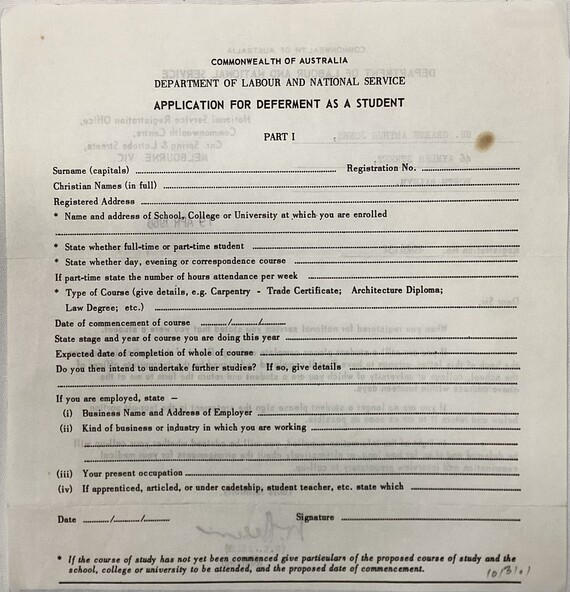 COMMONWEALTH OF AUSTRALIA
DEPARTMENT OF LABOUR AND NATIONAL SERVICE
APPLICATION FOR DEFERMENT AS A STUDENT
PART I
Surname (capitals) Registration No.
Christian Names (in full)
Registered Address
* Name and address of School, College or University at which you are enrolled
* State whether full-time or part-time student
* State whether day, evening or correspondence course
If part-time state the number of hours attendance per week
* Type of Course (give details, e.g. Carpentry - Trade Certificate; Architecture Diploma;
Law Degree; etc.)
Date of commencement of course ......../......../........
State stage and year of course you are doing this year
Expected date of completion of whole of course
Do you then intend to undertake further studies? If so, give details
If you are employed, state —
(i) Business Name and Address of Employer
(ii) Kind of business or industry in which you are working
(iii) Your present occupation
(iv) If apprenticed, articled, or under cadetship, student teacher, etc. state which
Date ......../......../........ Signature
* If the course of study has not yet been commenced give particulars of the proposed course of study and the
school, college or university to be attended, and the proposed date of commencement.